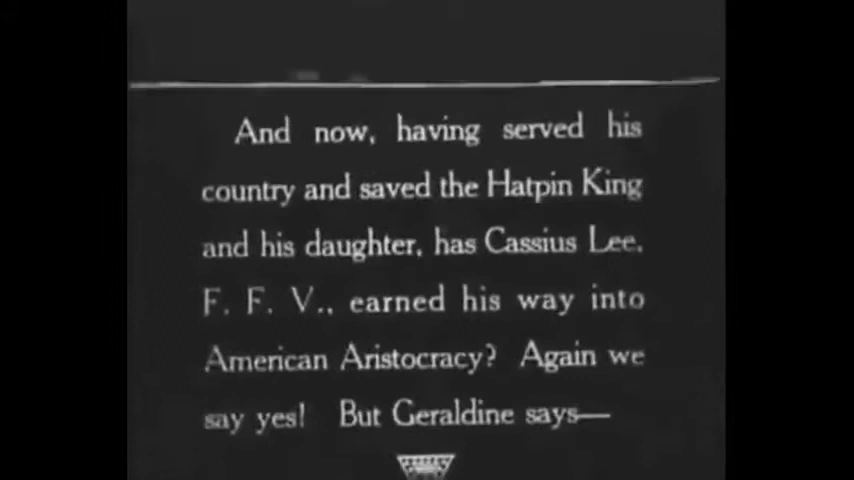 And now, having served his
country and saved the Hatpin King
and his daughter, has Cassius Lee,
F. F. V., earned his way into
American Aristocracy? Again we
say yes! But Geraldine says—